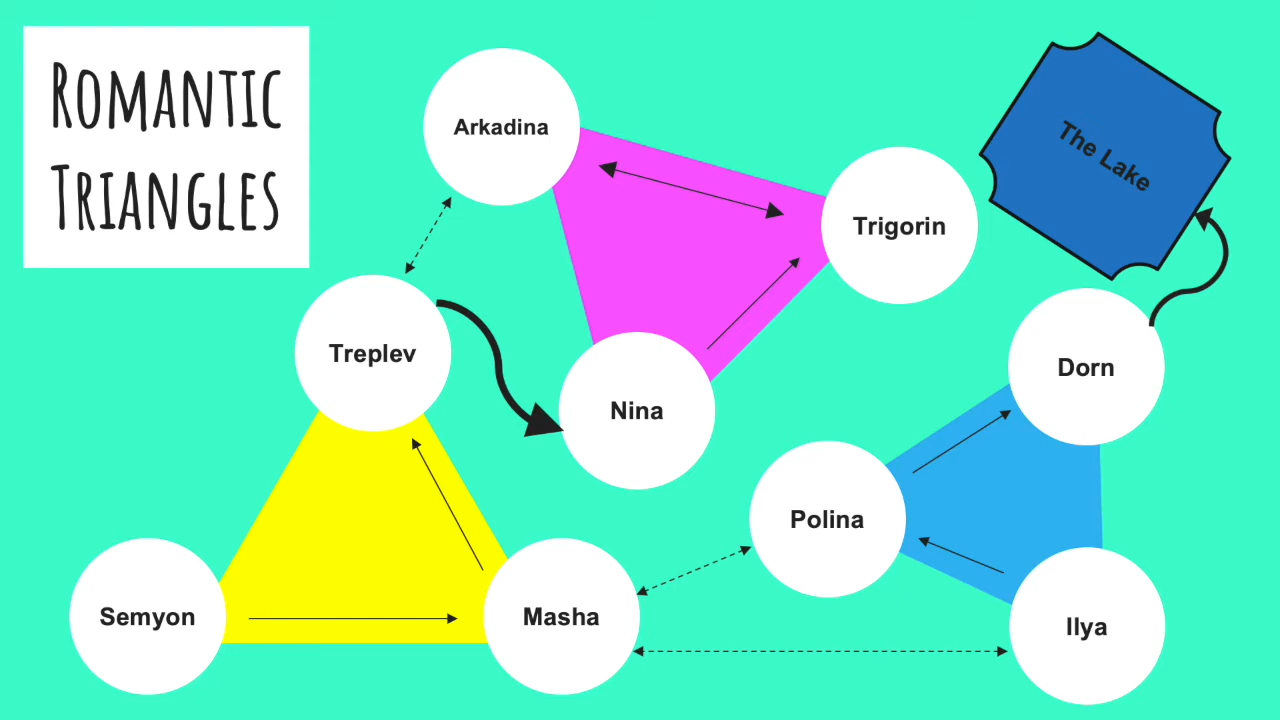 ROMANTIC
TRIANGLES
Arkadina
The Lake
Trigorin
Treplev
Dorn
Nina
Polina
Semyon
Masha
Ilya